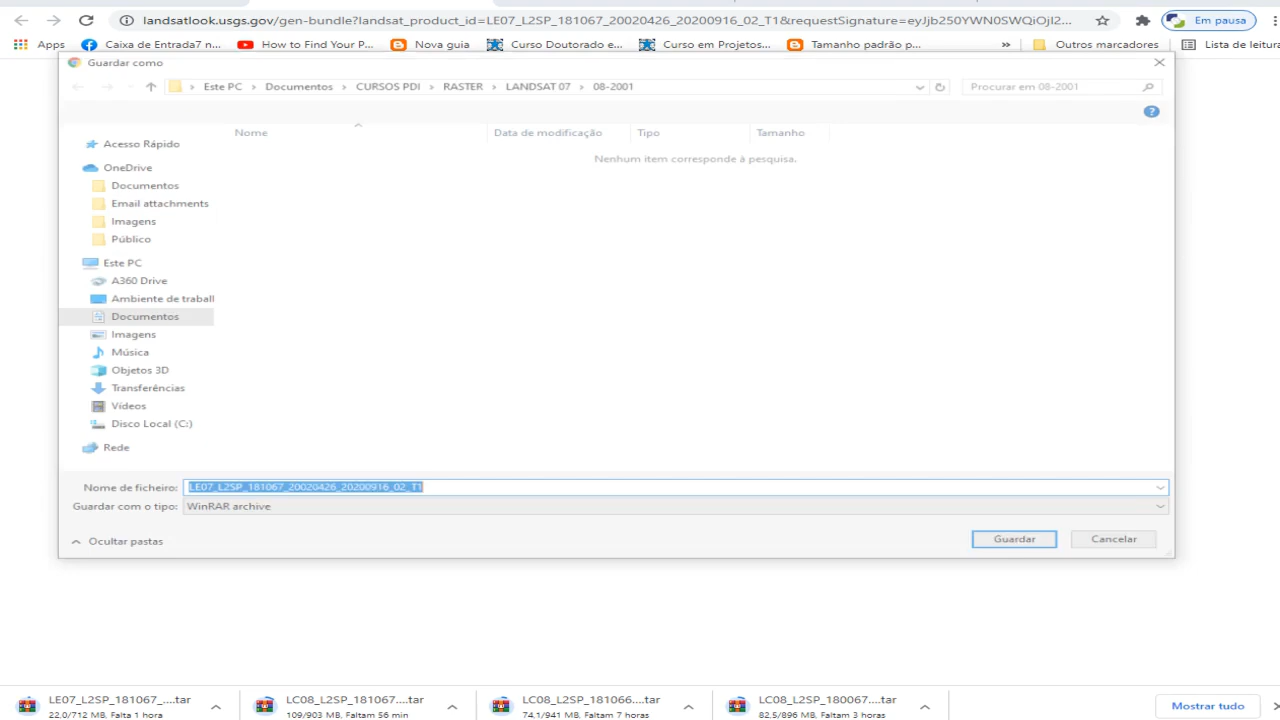 landsatlook.usgs.gov/gen-bundle?landsat_product_id=LE07_L2SP_181067_20020426_20200916_02_T1&requestSignature=eyJjb250YWN0SWQiOjI2...
Em pausa
Apps
Caixa de Entrada7 n...
How to Find Your P...
Nova guia
Curso Doutorado e...
Curso em Projetos...
Tamanho padrão p...
»
Outros marcadores
Lista de leitura
Guardar como
Este PC > Documentos > CURSOS PDI > RASTER > LANDSAT 07 > 08-2001
Procurar em 08-2001
Nome
Data de modificação
Tipo
Tamanho
Nenhum item corresponde à pesquisa.
Acesso Rápido
OneDrive
Documentos
Email attachments
Imagens
Público
Este PC
A360 Drive
Ambiente de traball
Documentos
Imagens
Música
Objetos 3D
Transferências
Vídeos
Disco Local (C:)
Rede
Nome de ficheiro: LE07_L2SP_181067_20020426_20200916_02_T1
Guardar com o tipo: WinRAR archive
Ocultar pastas
Guardar
Cancelar
LE07_L2SP_181067_....tar
22.0/712 MB, Falta 1 hora
LC08_L2SP_181067....tar
109/903 MB, Faltam 56 min
LC08_L2SP_181066....tar
74.1/941 MB, Faltam 7 horas
LC08_L2SP_180067....tar
82.5/896 MB, Faltam 3 horas
Mostrar tudo